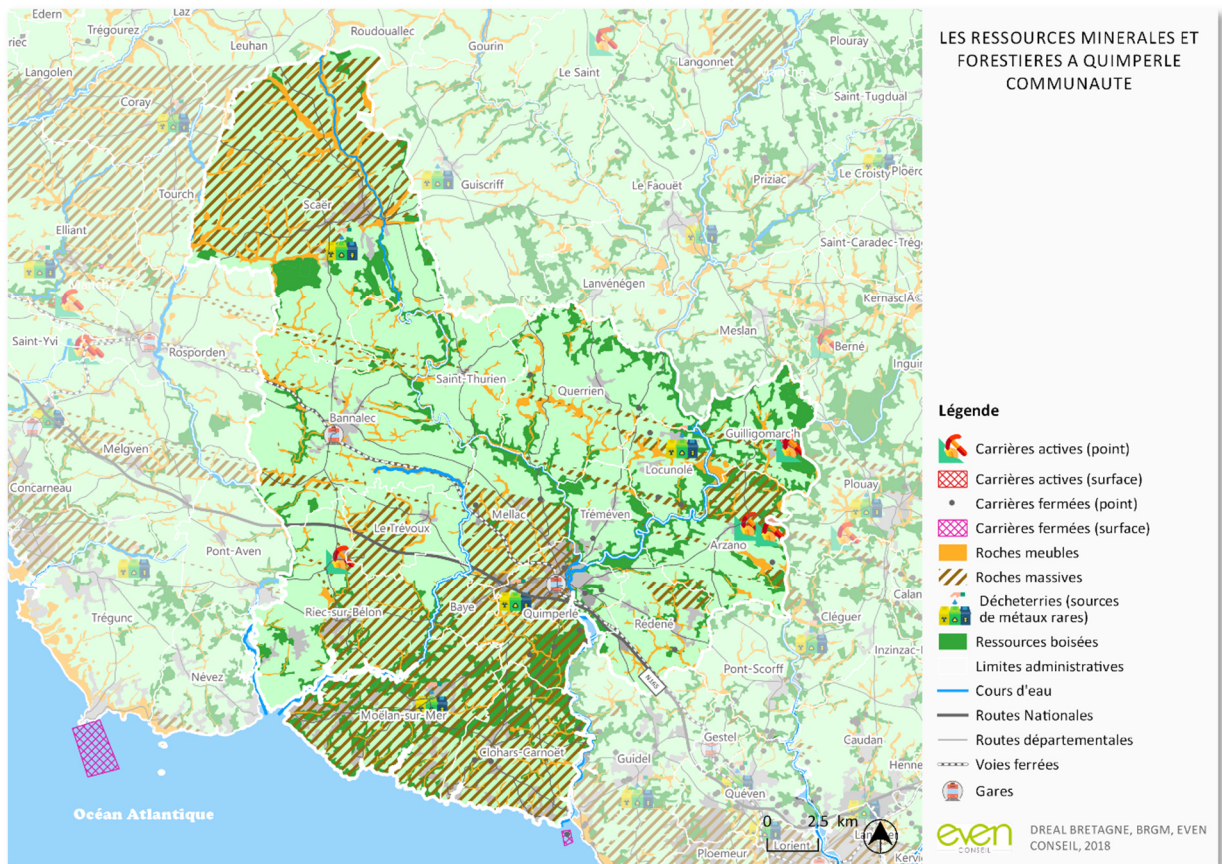 LES RESSOURCES MINERALES ET
FORESTIERES A QUIMPERLE
COMMUNAUTE
Edern
Laz
Trégourez
Roudouallec
Leuhan
Gourin
Plouray
Langonnet
Le Saint
Langolen
Coray
Saint-Tugdual
Guiscriff
Le Faouët
Priziac
Le Croisty
Tourch
Scaër
Elliant
Lanvénégen
Meslan
Berné
Saint-Yvi
Rosporden
Saint-Thurien
Querrien
Bannalec
Guilligomarc'h
Melgven
Locunolé
Plouay
Concarneau
Mellac
Le Trévoux
Tréméven
Arzano
Pont-Aven
Trégunc
Riec-sur-Bélon
Baye
Quimperlé
Rédené
Cléguer
Névez
Pont-Scorff
N165
Moëlan-sur-Mer
Clohars-Carnoët
Gestel
Caudan
Guidel
Quéven
Océan Atlantique
Lorient
Ploemeur
0 2,5 km
Légende
Carrières actives (point)
Carrières actives (surface)
Carrières fermées (point)
Carrières fermées (surface)
Roches meubles
Roches massives
Décheteries (sources
de métaux rares)
Ressources boisées
Limites administratives
Cours d'eau
Routes Nationales
Routes départementales
Voies ferrées
Gares
even
CONSEIL
DREAL BRETAGNE, BRGM, EVEN
CONSEIL, 2018